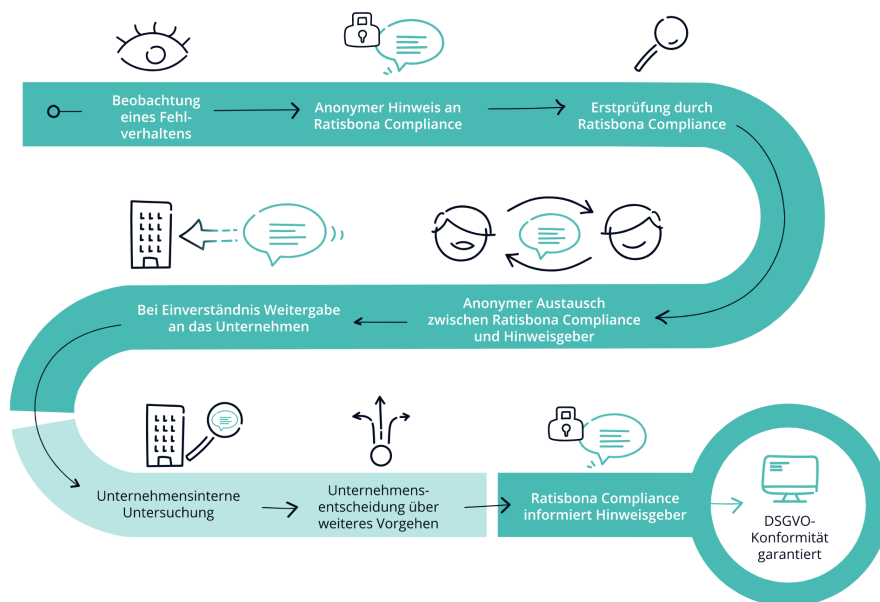 Beobachtung
eines Fehl-
verhaltens
Anonymer Hinweis an
Ratisbona Compliance
Erstprüfung durch
Ratisbona Compliance
Anonymer Austausch
zwischen Ratisbona Compliance
und Hinweisgeber
Bei Einverständnis Weitergabe
an das Unternehmen
Unternehmensinterne
Untersuchung
Unternehmens-
entscheidung über
weiteres Vorgehen
Ratisbona Compliance
informiert Hinweisgeber
DSGVO-
Konformität
garantiert